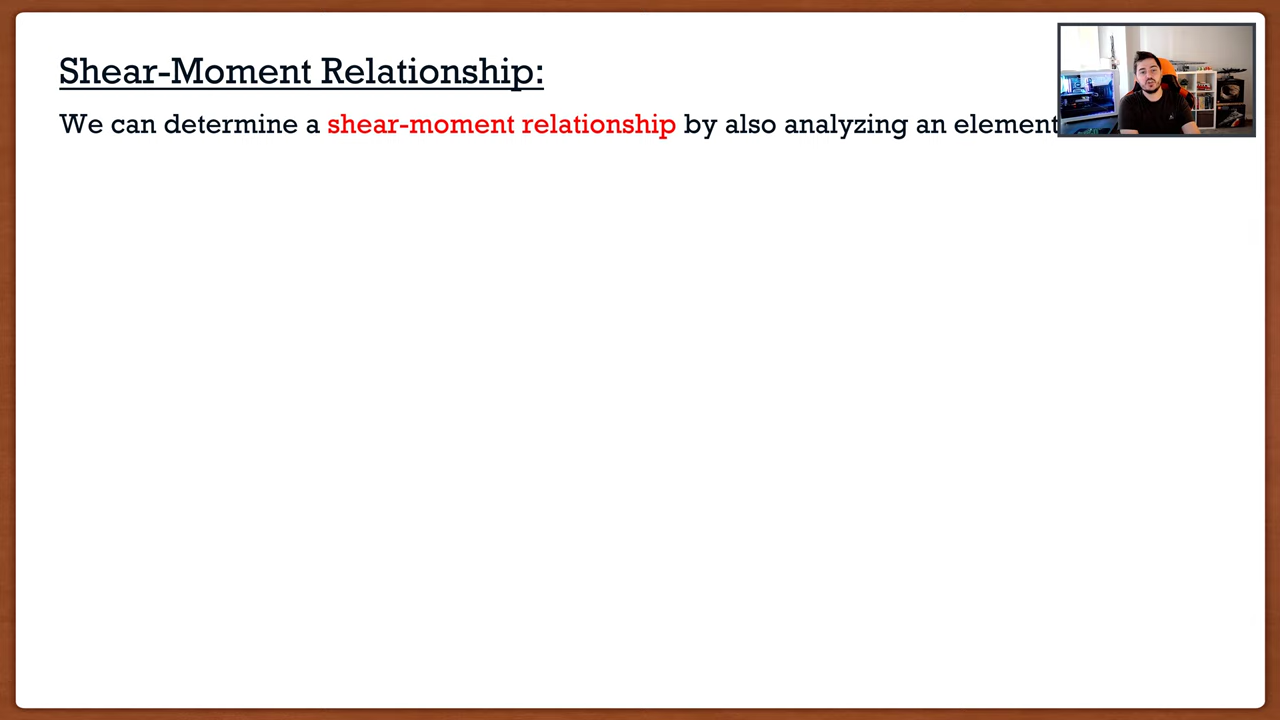 Shear-Moment Relationship:
We can determine a shear-moment relationship by also analyzing an element